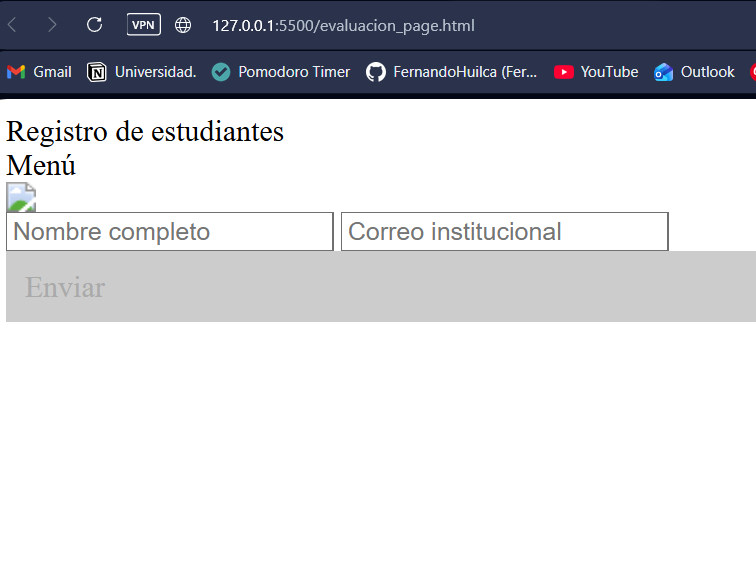 VPN 127.0.0.1:5500/evaluacion_page.html
Gmail Universidad. Pomodoro Timer FernandoHuilca (Fer... YouTube Outlook
Registro de estudiantes
Menú
Nombre completo Correo institucional
Enviar